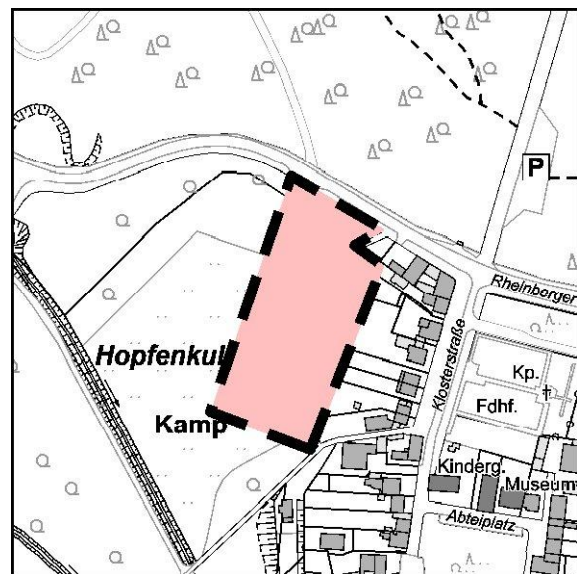 P
Rheinberger
Hopfenkul
Klosterstraße
Kp.
Kamp
Fdhf.
Kinderg.
Museum
Abteiplatz